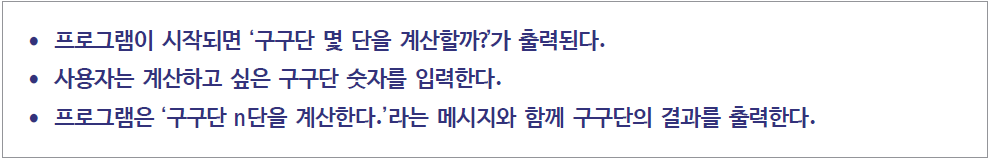 • 프로그램이 시작되면 ‘구구단 몇 단을 계산할까?’가 출력된다.
• 사용자는 계산하고 싶은 구구단 숫자를 입력한다.
• 프로그램은 ‘구구단 n단을 계산한다.’라는 메시지와 함께 구구단의 결과를 출력한다.